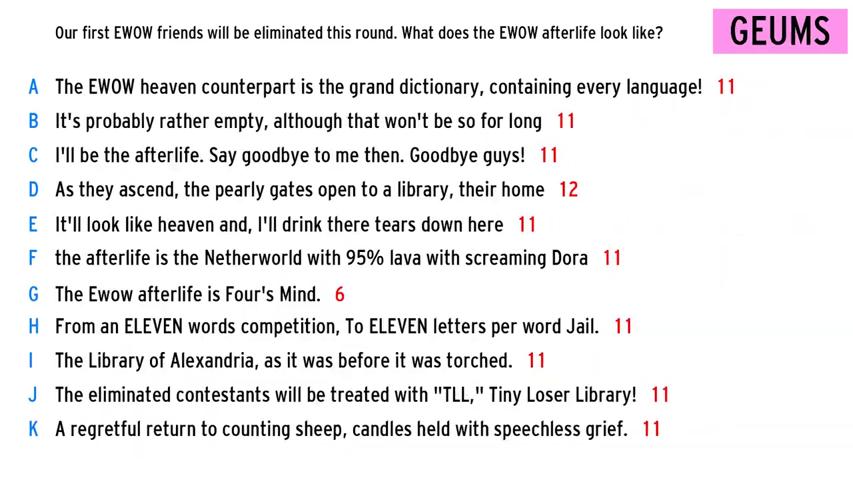 Our first EWOW friends will be eliminated this round. What does the EWOW afterlife look like?
GEUMS
A The EWOW heaven counterpart is the grand dictionary, containing every language! 11
B It's probably rather empty, although that won't be so for long 11
C I'll be the afterlife. Say goodbye to me then. Goodbye guys! 11
D As they ascend, the pearly gates open to a library, their home 12
E It'll look like heaven and, I'll drink there tears down here 11
F the afterlife is the Netherworld with 95% lava with screaming Dora 11
G The Ewow afterlife is Four's Mind. 6
H From an ELEVEN words competition, To ELEVEN letters per word Jail. 11
I The Library of Alexandria, as it was before it was torched. 11
J The eliminated contestants will be treated with "TLL," Tiny Loser Library! 11
K A regretful return to counting sheep, candles held with speechless grief. 11